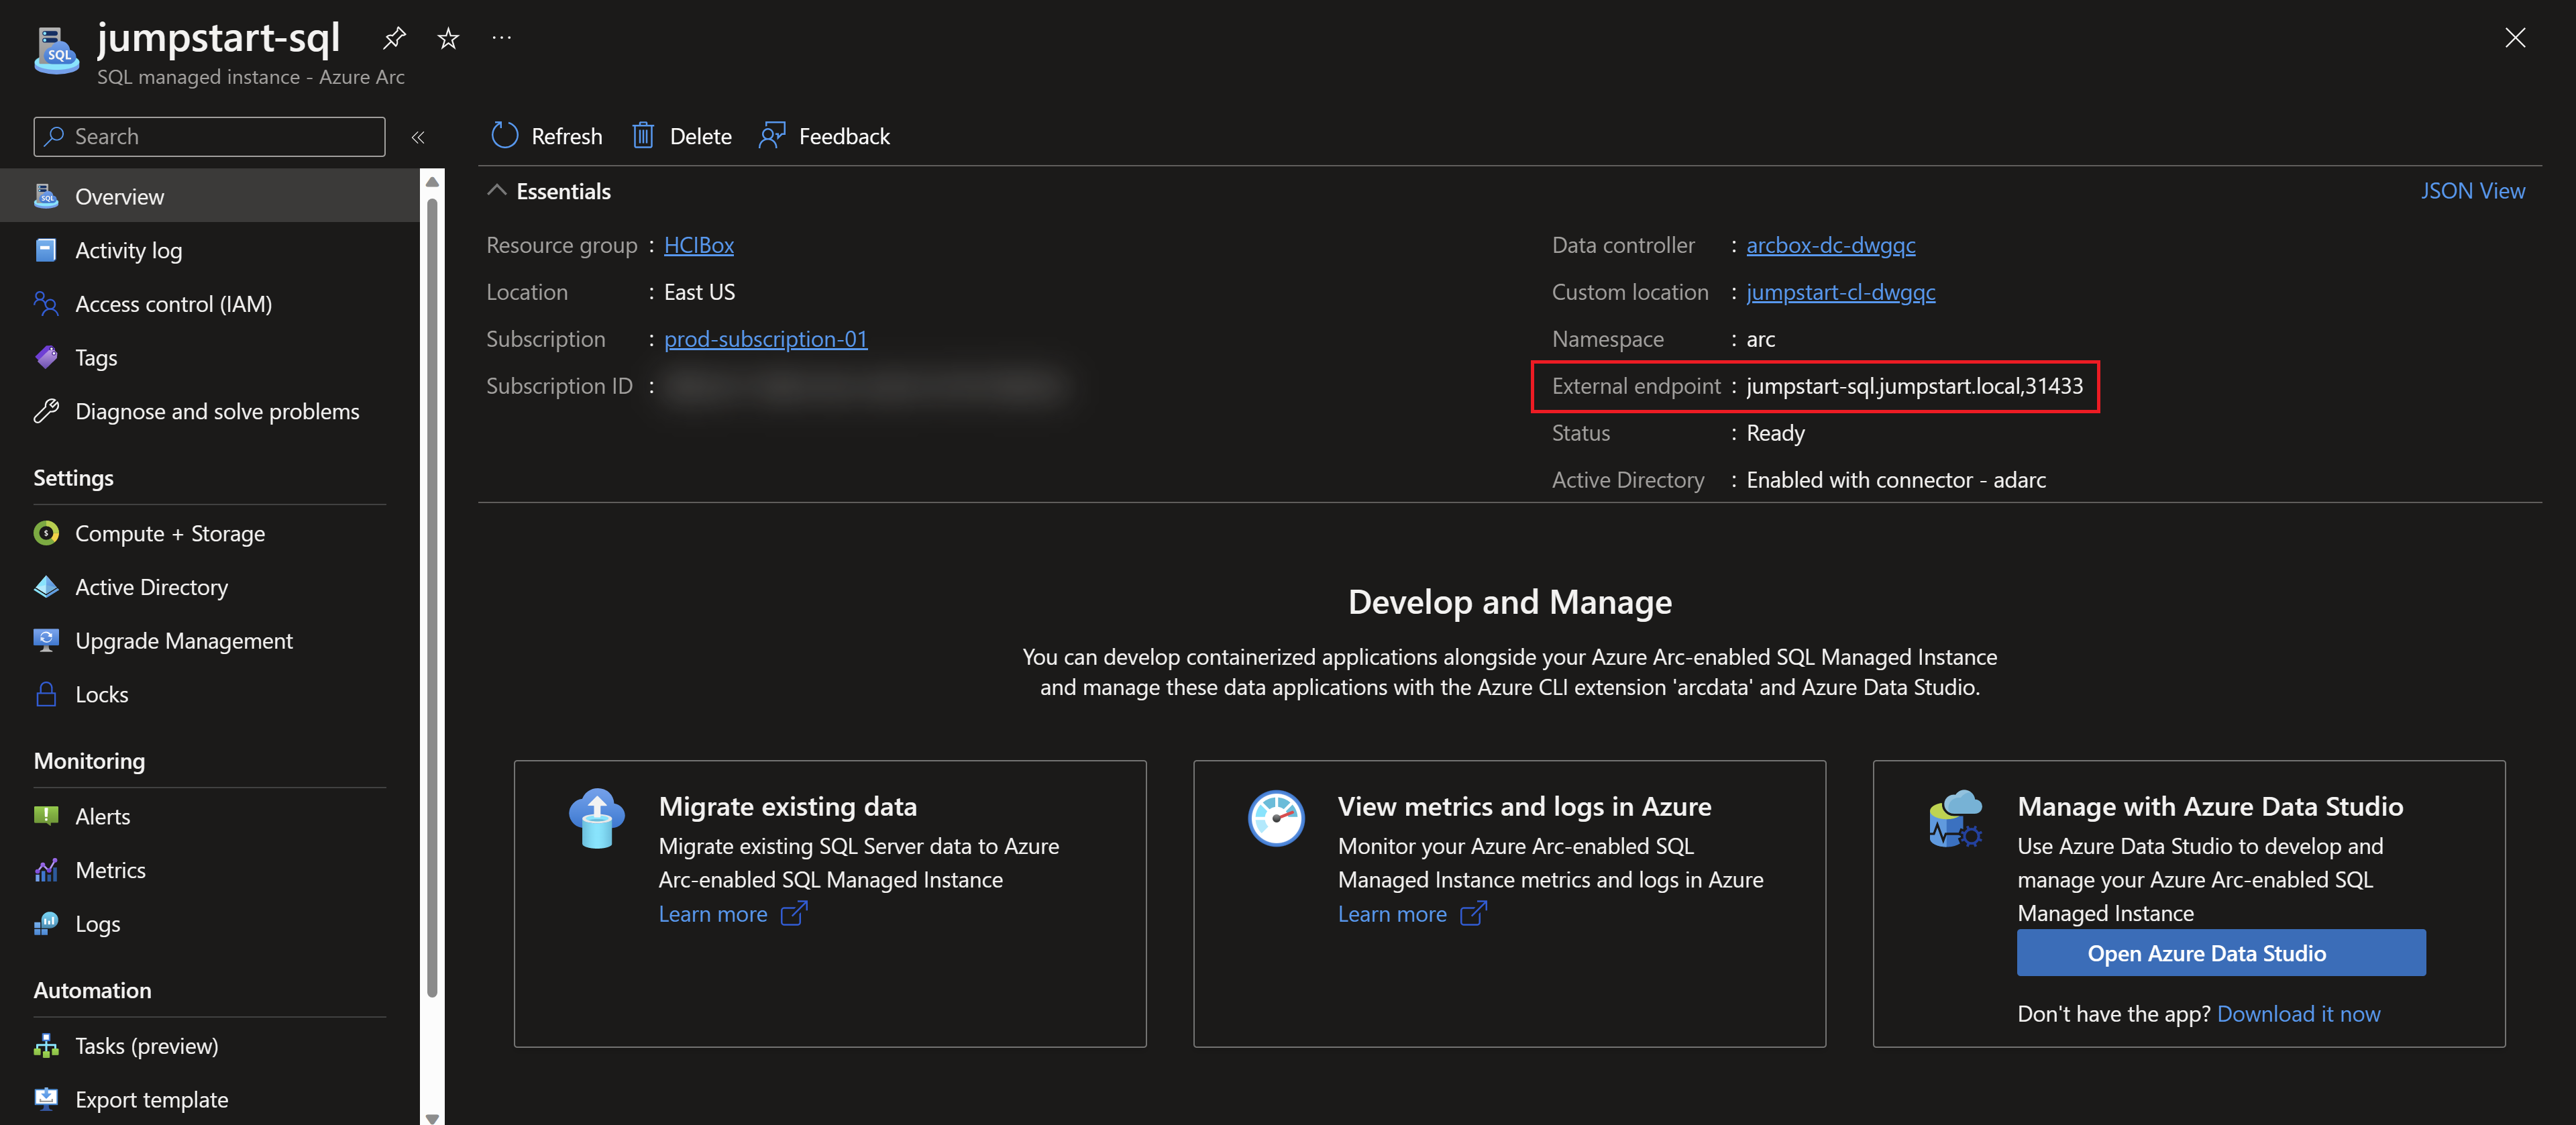 jumpstart-sql
SQL managed instance - Azure Arc
Search
Overview
Activity log
Access control (IAM)
Tags
Diagnose and solve problems
Settings
Compute + Storage
Active Directory
Upgrade Management
Locks
Monitoring
Alerts
Metrics
Logs
Automation
Tasks (preview)
Export template
Refresh Delete Feedback
Essentials
JSON View
Resource group : HCIBox
Location : East US
Subscription : prod-subscription-01
Subscription ID :
Data controller : arcbox-dc-dwgqc
Custom location : jumpstart-cl-dwgqc
Namespace : arc
External endpoint : jumpstart-sql.jumpstart.local,31433
Status : Ready
Active Directory : Enabled with connector - adarc
Develop and Manage
You can develop containerized applications alongside your Azure Arc-enabled SQL Managed Instance
and manage these data applications with the Azure CLI extension 'arcdata' and Azure Data Studio.
Migrate existing data
Migrate existing SQL Server data to Azure
Arc-enabled SQL Managed Instance
Learn more
View metrics and logs in Azure
Monitor your Azure Arc-enabled SQL
Managed Instance metrics and logs in Azure
Learn more
Manage with Azure Data Studio
Use Azure Data Studio to develop and
manage your Azure Arc-enabled SQL
Managed Instance
Open Azure Data Studio
Don't have the app? Download it now